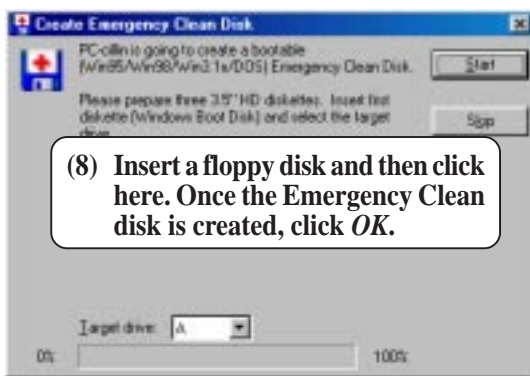 Create Emergency Clean Disk
PC-cillin is going to create a bootable
(Win95/Win98/Win3.1x/DOS) Emergency Clean Disk.
Start
Please prepare three 3.5" HD diskettes. Insert first
diskette (Windows Boot Disk) and select the target
drive
Skip
(8) Insert a floppy disk and then click
here. Once the Emergency Clean
disk is created, click OK.
Target drive: A
0% 100%